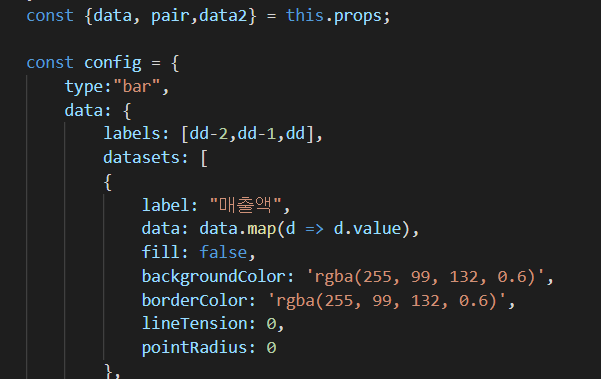 const {data, pair,data2} = this.props;
const config = {
type:"bar",
data: {
labels: [dd-2,dd-1,dd],
datasets: [
{
label: "매출액",
data: data.map(d => d.value),
fill: false,
backgroundColor: 'rgba(255, 99, 132, 0.6)',
borderColor: 'rgba(255, 99, 132, 0.6)',
lineTension: 0,
pointRadius: 0
},